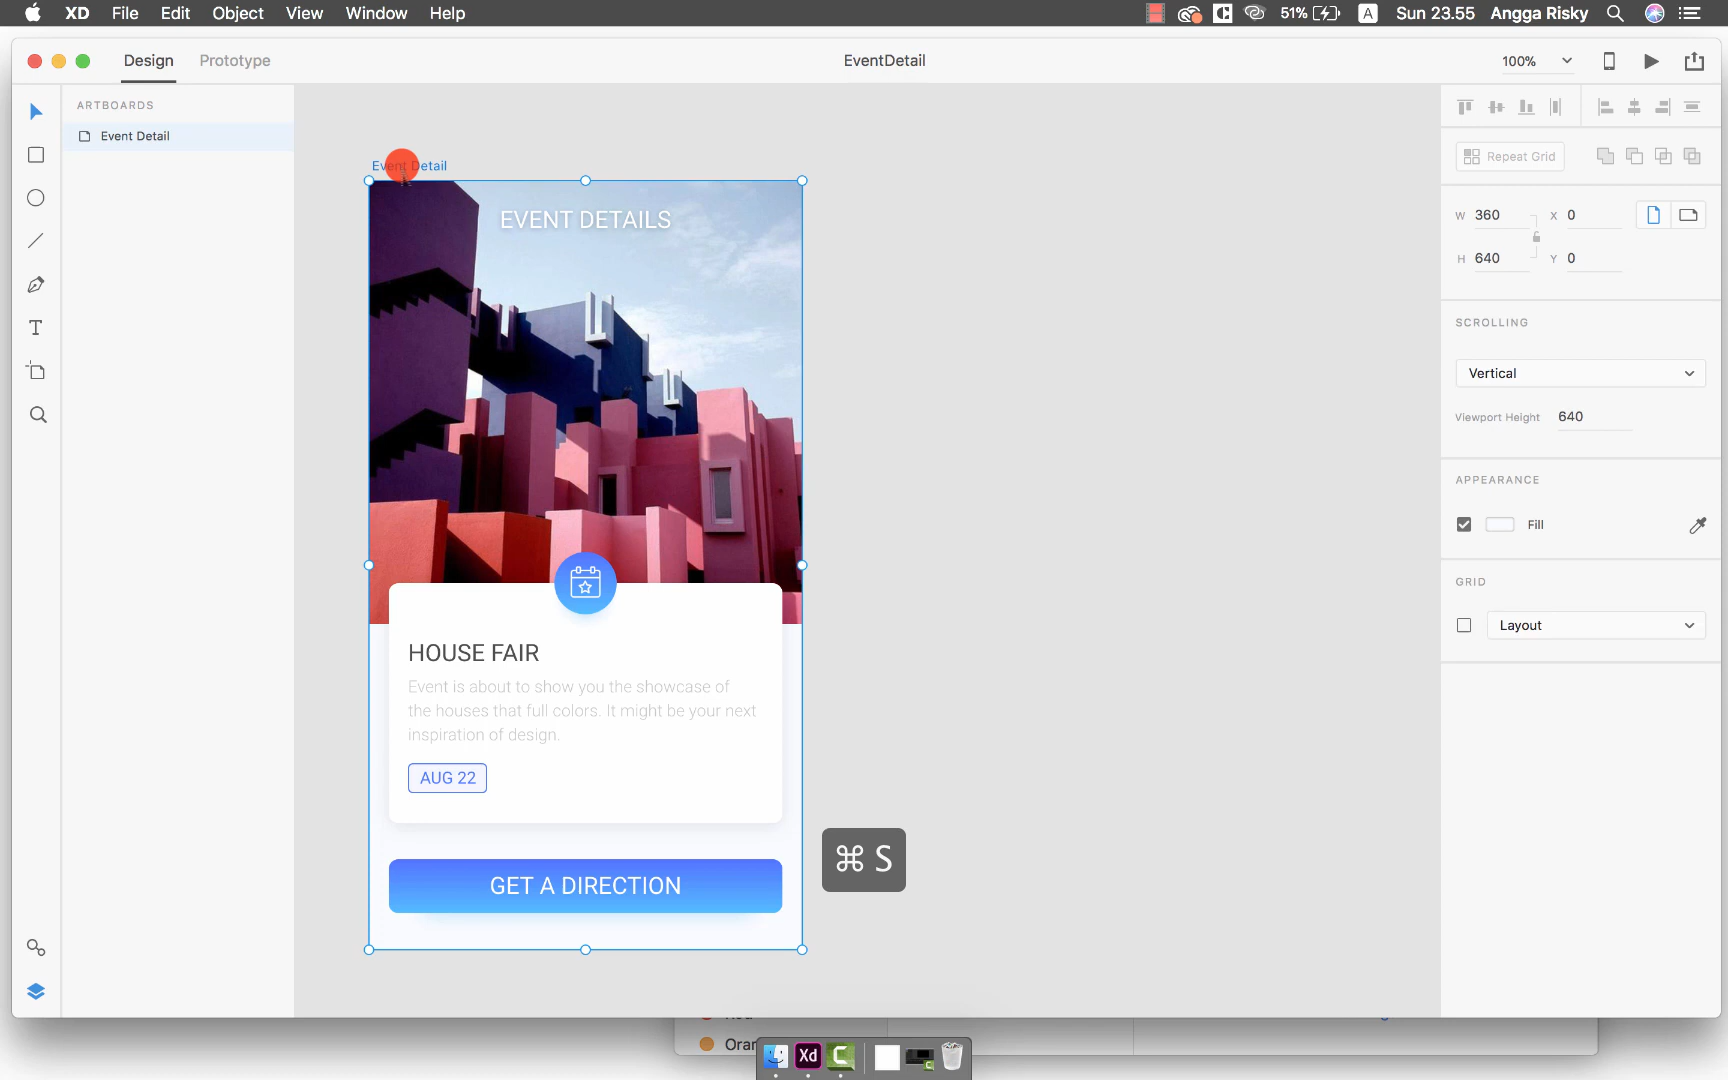 XD File Edit Object View Window Help
51% A Sun 23.55 Angga Risky
Design Prototype
EventDetail
100%
ARTBOARDS
Event Detail
Event Detail
EVENT DETAILS
HOUSE FAIR
Event is about to show you the showcase of
the houses that full colors. It might be your next
inspiration of design.
AUG 22
GET A DIRECTION
⌘ S
Repeat Grid
W 360 X 0
H 640 Y 0
SCROLLING
Vertical
Viewport Height 640
APPEARANCE
Fill
GRID
Layout
Xd